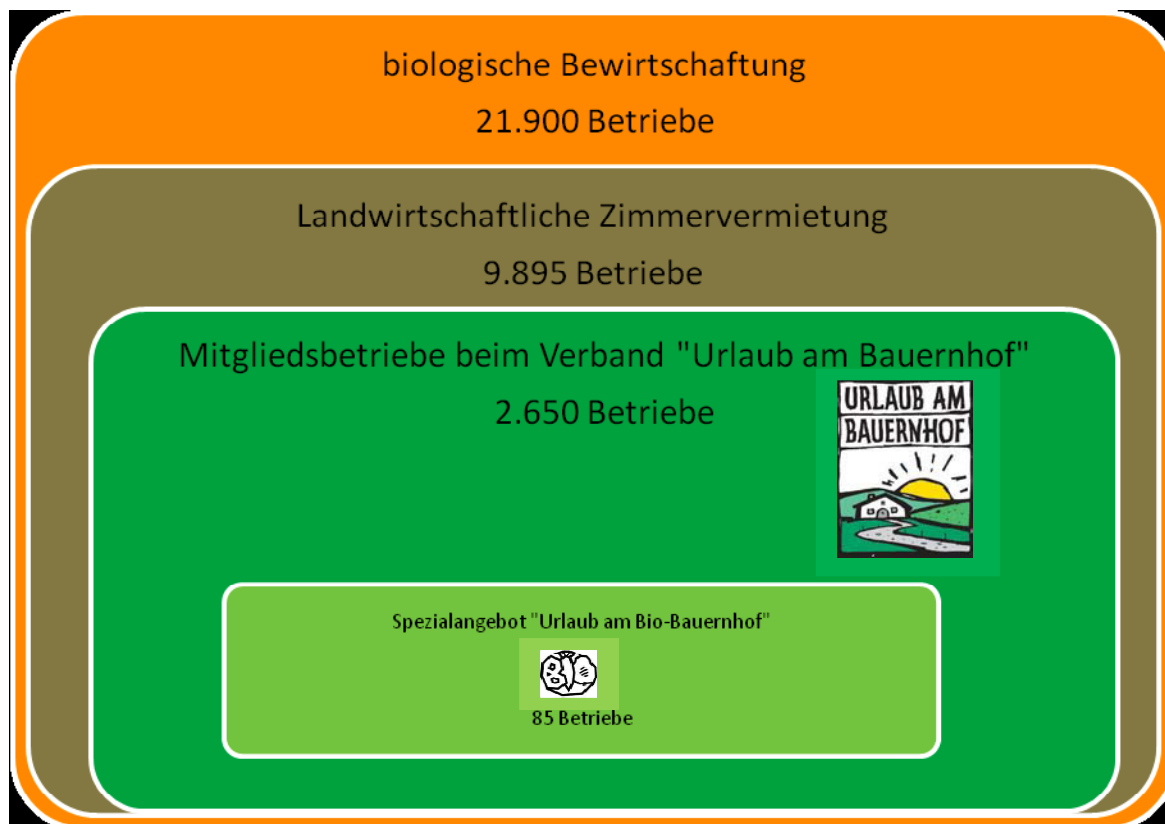 biologische Bewirtschaftung
21.900 Betriebe
Landwirtschaftliche Zimmervermietung
9.895 Betriebe
Mitgliedsbetriebe beim Verband "Urlaub am Bauernhof"
2.650 Betriebe
URLAUB AM
BAUERNHOF
Spezialangebot "Urlaub am Bio-Bauernhof"
85 Betriebe